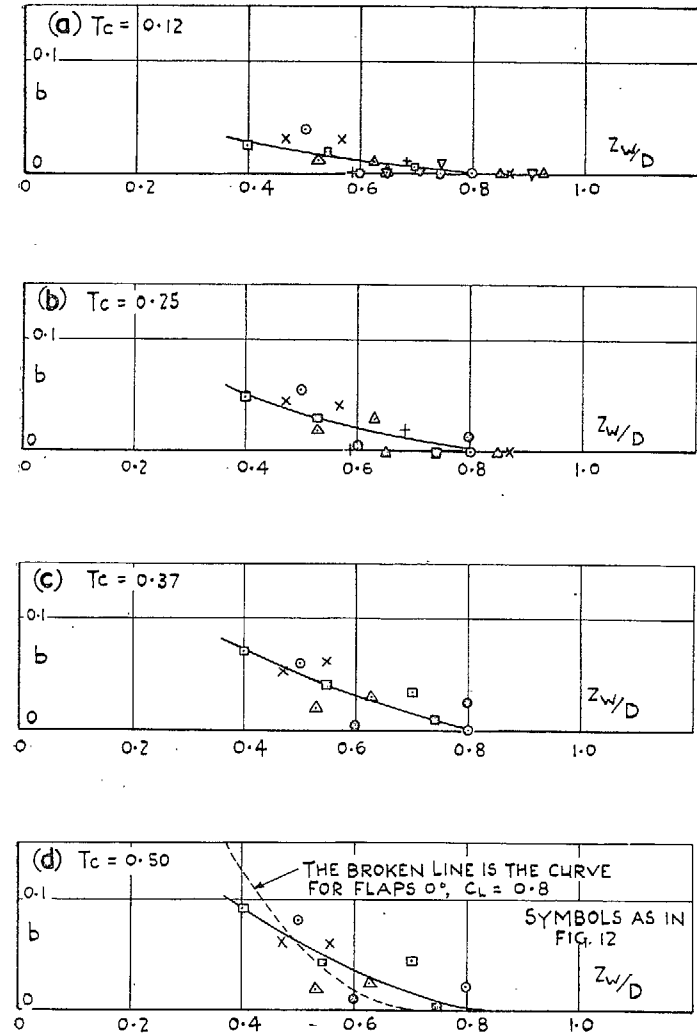 (a) Tc = 0.12
0.1
b
0
Zw/D
0 0.2 0.4 0.6 0.8 1.0
(b) Tc = 0.25
0.1
b
0
Zw/D
0 0.2 0.4 0.6 0.8 1.0
(c) Tc = 0.37
0.1
b
0
Zw/D
0 0.2 0.4 0.6 0.8 1.0
(d) Tc = 0.50
THE BROKEN LINE IS THE CURVE
FOR FLAPS 0°, CL = 0.8
0.1
SYMBOLS AS IN
FIG. 12
b
Zw/D
0
0 0.2 0.4 0.6 0.8 1.0